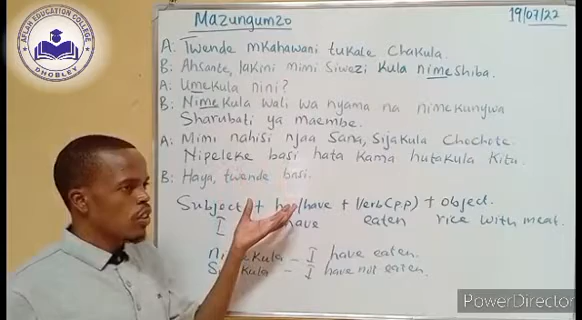 AFLAH EDUCATION COLLEGE
DHOBLEY
Mazungumzo
19/07/22
A: Twende mkahawani tukale Chakula.
B: Ahsante, lakini mimi siwezi kula nimeshiba.
A: Umekula nini?
B: Nimekula wali wa nyama na nimekunywa
Sharubati ya maembe.
A: Mimi nahisi njaa sana, Sijakula Chochote.
Nipeleke basi hata kama hutakula Kitu.
B: Haya, twende basi.
Subject + has/have + Verb(p.p) + object.
I have eaten rice with meat.
Nimekula - I have eaten.
- I have not eaten.
PowerDirector